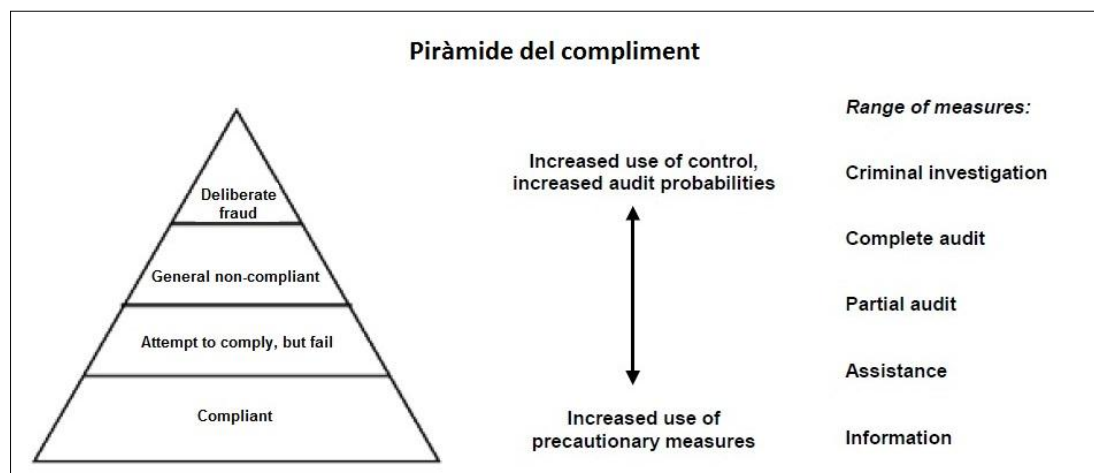 Piràmide del compliment
Deliberate
fraud
General non-compliant
Attempt to comply, but fail
Compliant
Increased use of control,
increased audit probabilities
Increased use of
precautionary measures
Range of measures:
Criminal investigation
Complete audit
Partial audit
Assistance
Information